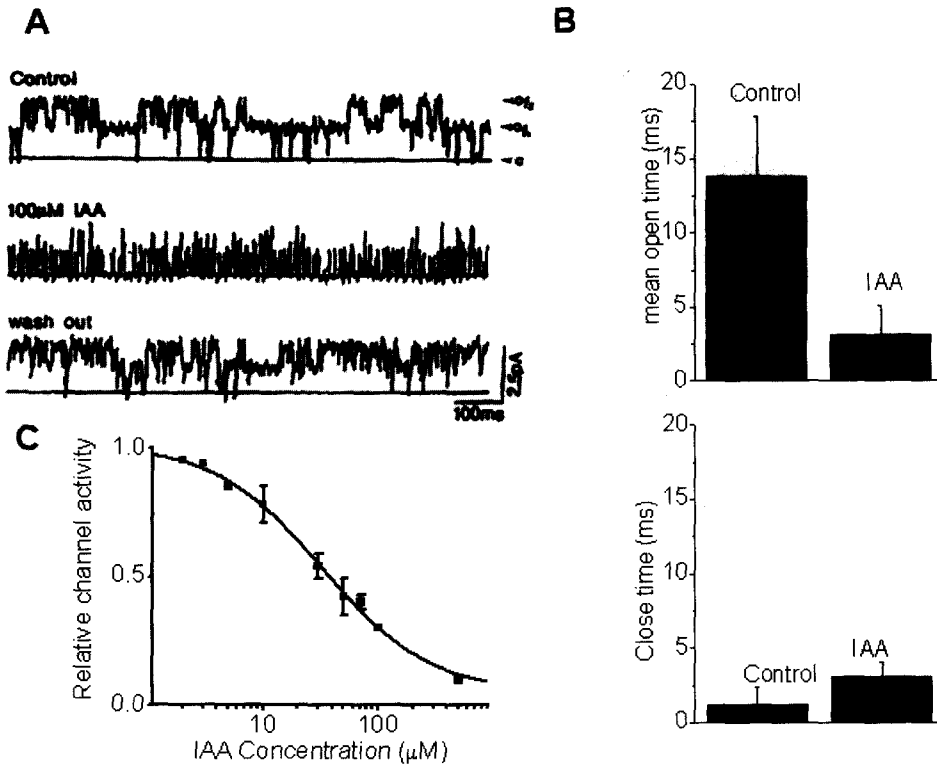 A
Control
100µM IAA
wash out
2.5pA
100ms
B
20
15
10
5
0
mean open time (ms)
Control
IAA
20
15
10
5
0
Close time (ms)
Control
IAA
C
1.0
0.5
0.0
Relative channel activity
10
100
IAA Concentration (µM)